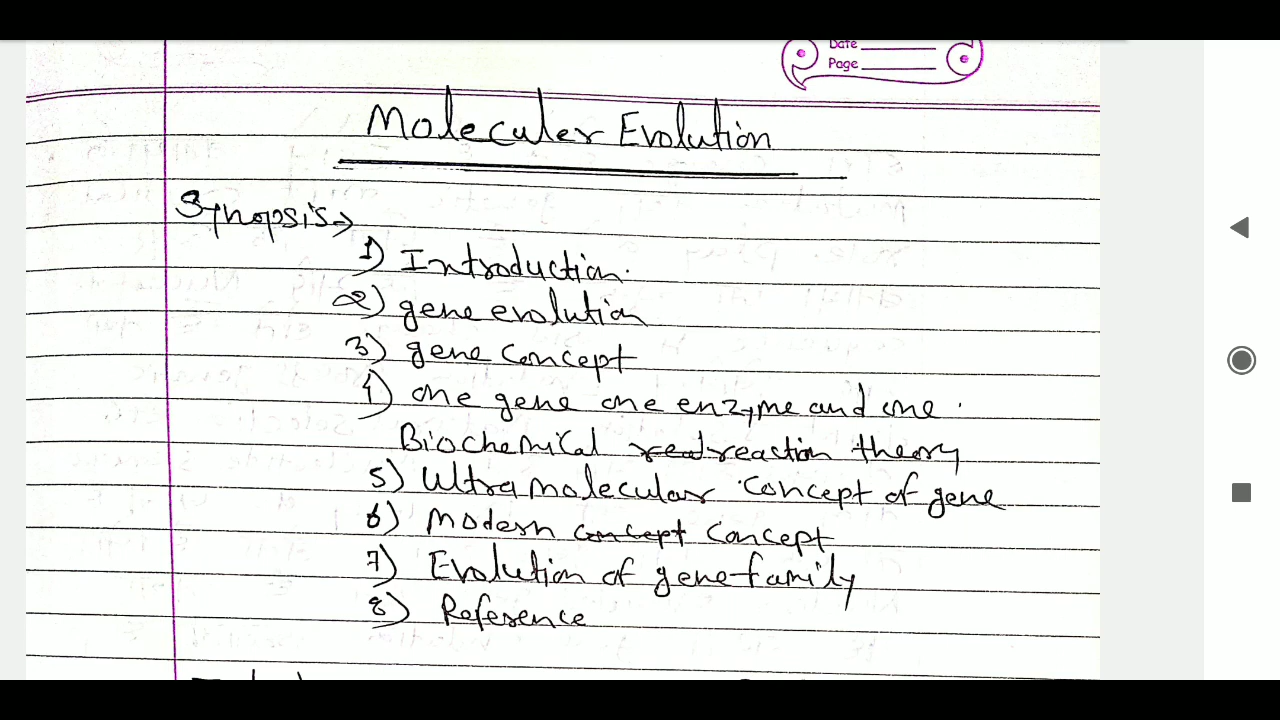 Date
Page
Moleculer Evolution
Synopsis→
1) Introduction.
2) gene evolution
3) gene concept
4) one gene one enzyme and one
Biochemical react reaction theory
5) Ultramolecular concept of gene
6) Modern concept concept
7) Evolution of gene family
8) Reference